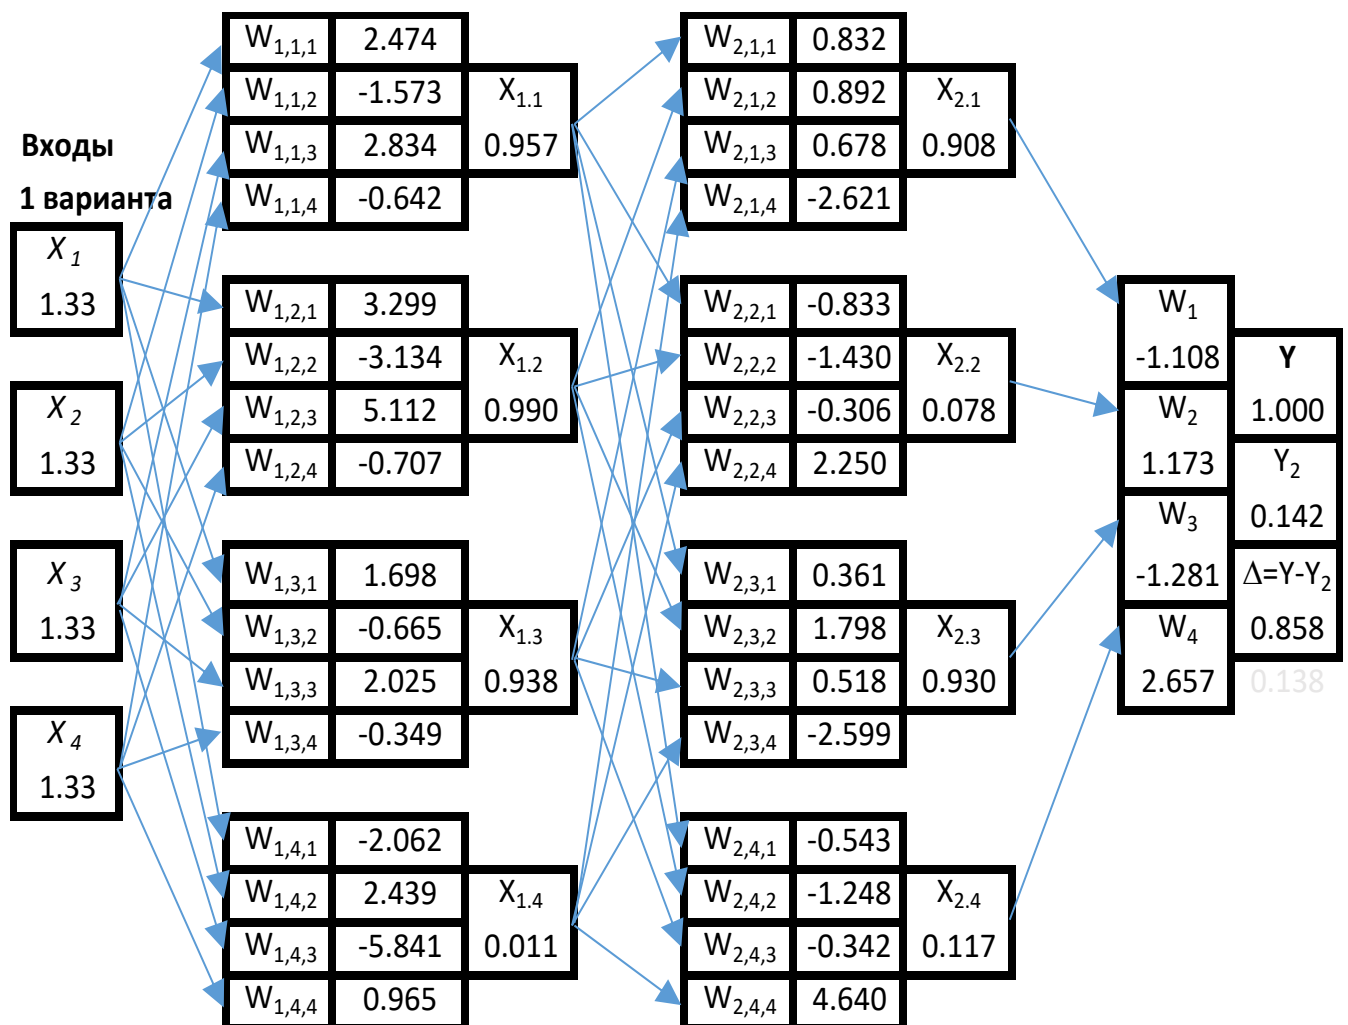 Входы
1 варианта
X1
1.33
X2
1.33
X3
1.33
X4
1.33
W1,1,1 2.474
W1,1,2 -1.573
W1,1,3 2.834
W1,1,4 -0.642
X1.1
0.957
W1,2,1 3.299
W1,2,2 -3.134
W1,2,3 5.112
W1,2,4 -0.707
X1.2
0.990
W1,3,1 1.698
W1,3,2 -0.665
W1,3,3 2.025
W1,3,4 -0.349
X1.3
0.938
W1,4,1 -2.062
W1,4,2 2.439
W1,4,3 -5.841
W1,4,4 0.965
X1.4
0.011
W2,1,1 0.832
W2,1,2 0.892
W2,1,3 0.678
W2,1,4 -2.621
X2.1
0.908
W2,2,1 -0.833
W2,2,2 -1.430
W2,2,3 -0.306
W2,2,4 2.250
X2.2
0.078
W2,3,1 0.361
W2,3,2 1.798
W2,3,3 0.518
W2,3,4 -2.599
X2.3
0.930
W2,4,1 -0.543
W2,4,2 -1.248
W2,4,3 -0.342
W2,4,4 4.640
X2.4
0.117
W1
-1.108
W2
1.173
W3
-1.281
W4
2.657
Y
1.000
Y2
0.142
Δ=Y-Y2
0.858
0.138